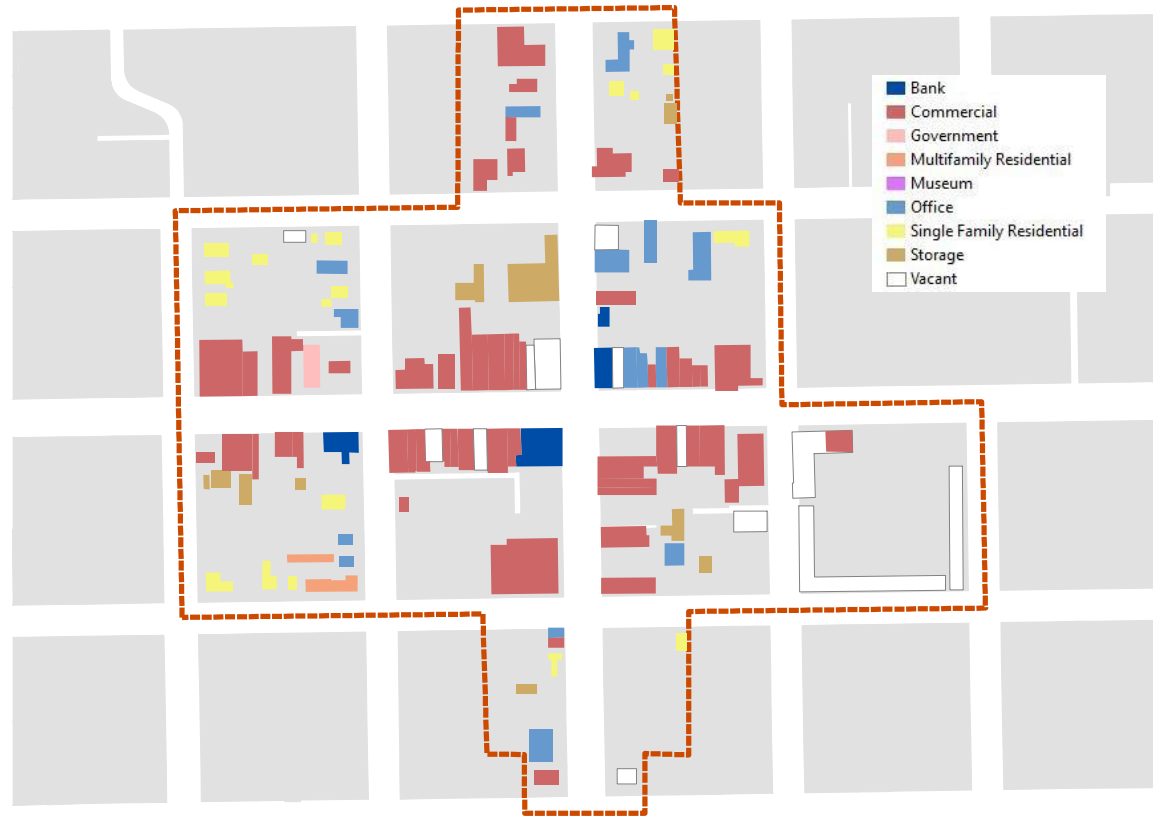 Bank
Commercial
Government
Multifamily Residential
Museum
Office
Single Family Residential
Storage
Vacant